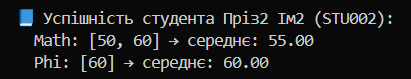 📘 Успішність студента Пріз2 Ім2 (STU002):
Math: [50, 60] → середнє: 55.00
Phi: [60] → середнє: 60.00